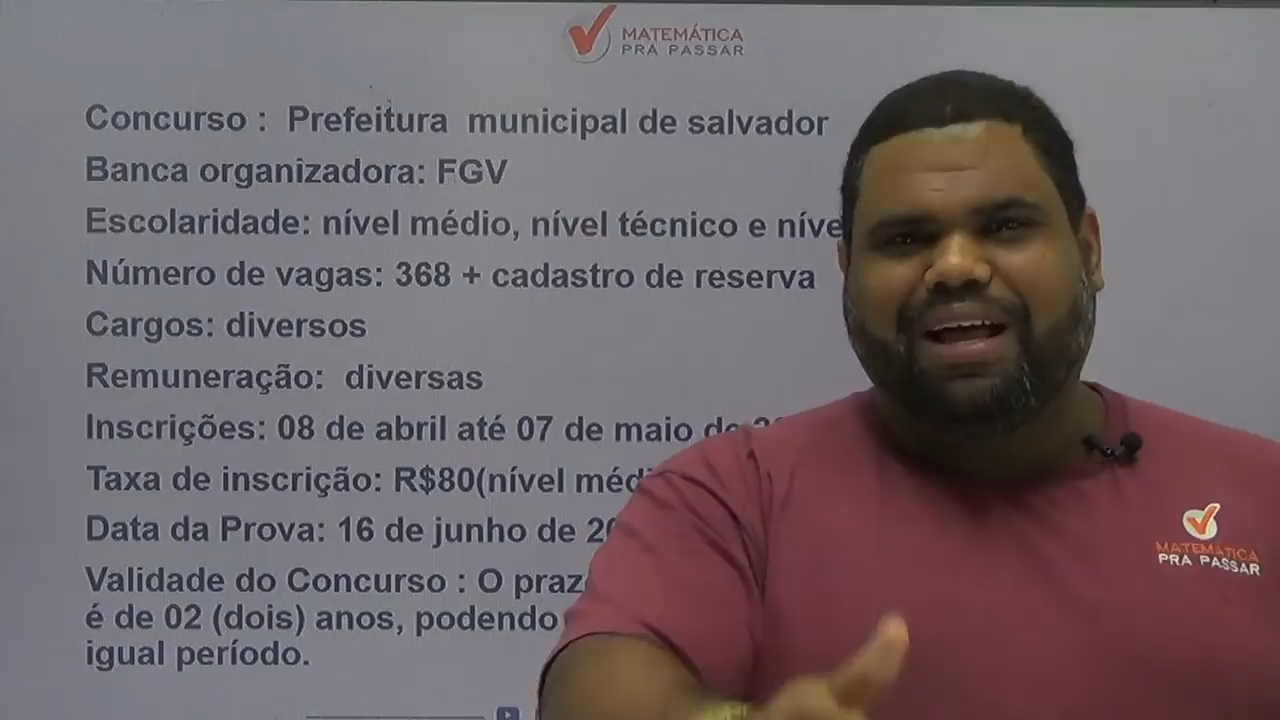 MATEMÁTICA
PRA PASSAR
Concurso : Prefeitura municipal de salvador
Banca organizadora: FGV
Escolaridade: nível médio, nível técnico e níve
Número de vagas: 368 + cadastro de reserva
Cargos: diversos
Remuneração: diversas
Inscrições: 08 de abril até 07 de maio de
Taxa de inscrição: R$80(nível méd
Data da Prova: 16 de junho de 20
Validade do Concurso : O praz
é de 02 (dois) anos, podendo
igual período.
MATEMÁTICA
PRA PASSAR